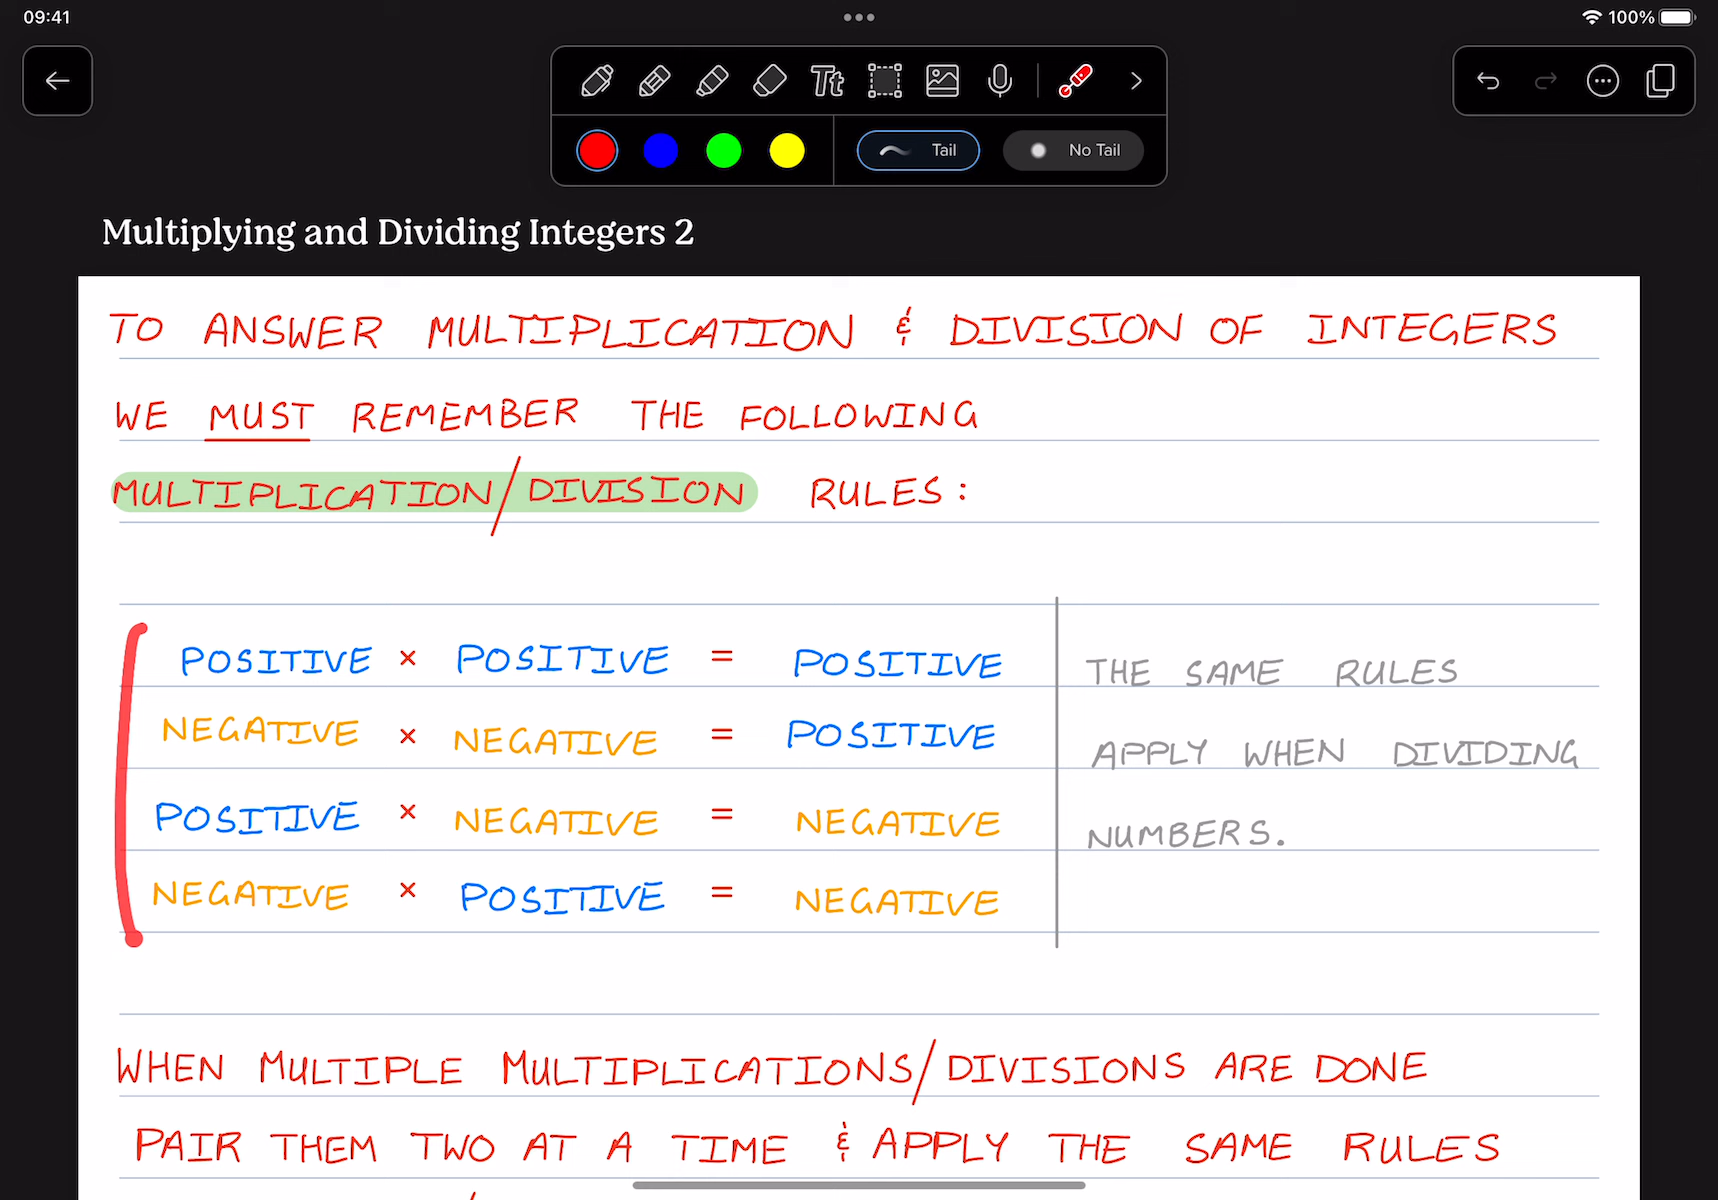 09:41
100%
Tt
Tail
No Tail
Multiplying and Dividing Integers 2
TO ANSWER MULTIPLICATION & DIVISION OF INTEGERS
WE MUST REMEMBER THE FOLLOWING
MULTIPLICATION/DIVISION RULES:
POSITIVE × POSITIVE = POSITIVE
NEGATIVE × NEGATIVE = POSITIVE
POSITIVE × NEGATIVE = NEGATIVE
NEGATIVE × POSITIVE = NEGATIVE
THE SAME RULES
APPLY WHEN DIVIDING
NUMBERS.
WHEN MULTIPLE MULTIPLICATIONS/DIVISIONS ARE DONE
PAIR THEM TWO AT A TIME & APPLY THE SAME RULES